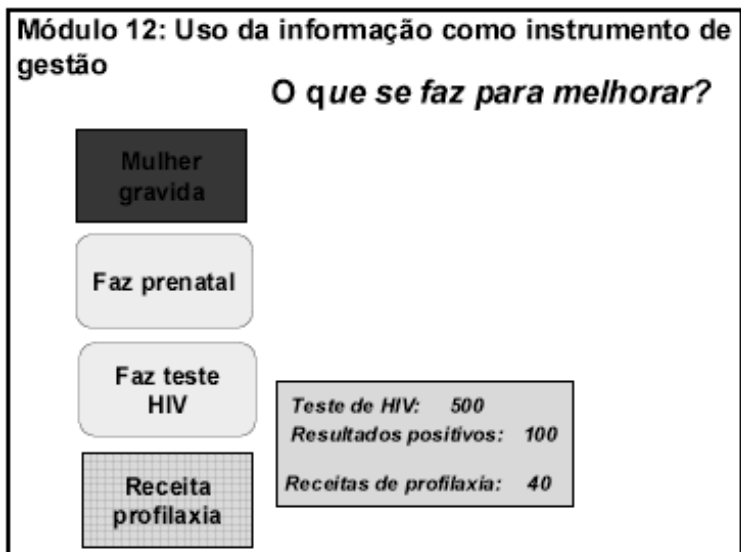 Módulo 12: Uso da informação como instrumento de
gestão
O que se faz para melhorar?
Mulher
gravida
Faz prenatal
Faz teste
HIV
Teste de HIV: 500
Resultados positivos: 100
Receitas de profilaxia: 40
Receita
profilaxia